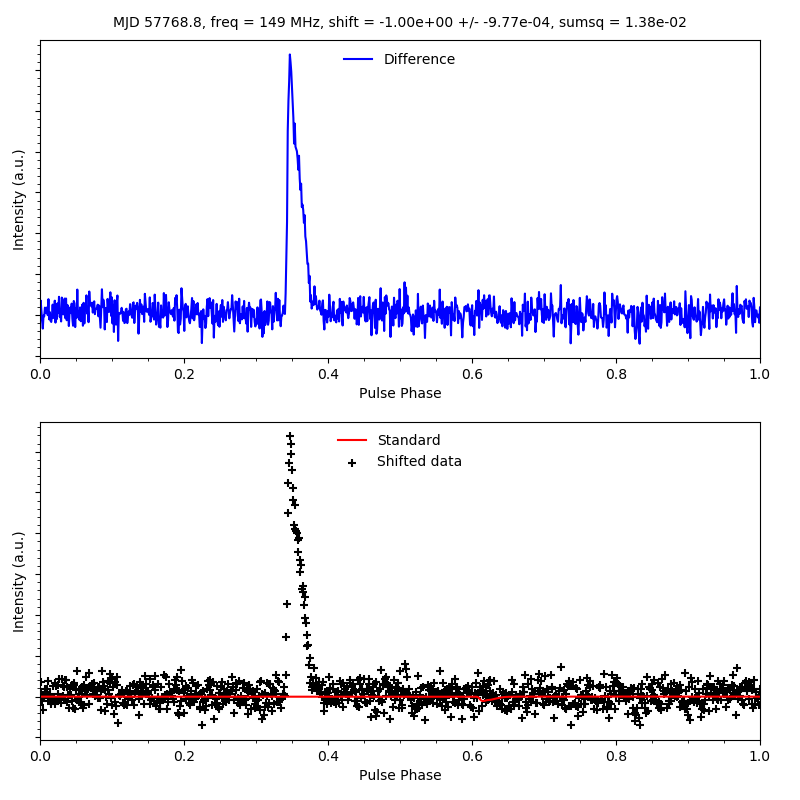 MJD 57768.8, freq = 149 MHz, shift = -1.00e+00 +/- -9.77e-04, sumsq = 1.38e-02
Difference
Intensity (a.u.)
0.0 0.2 0.4 0.6 0.8 1.0
Pulse Phase
Standard
Shifted data
Intensity (a.u.)
0.0 0.2 0.4 0.6 0.8 1.0
Pulse Phase